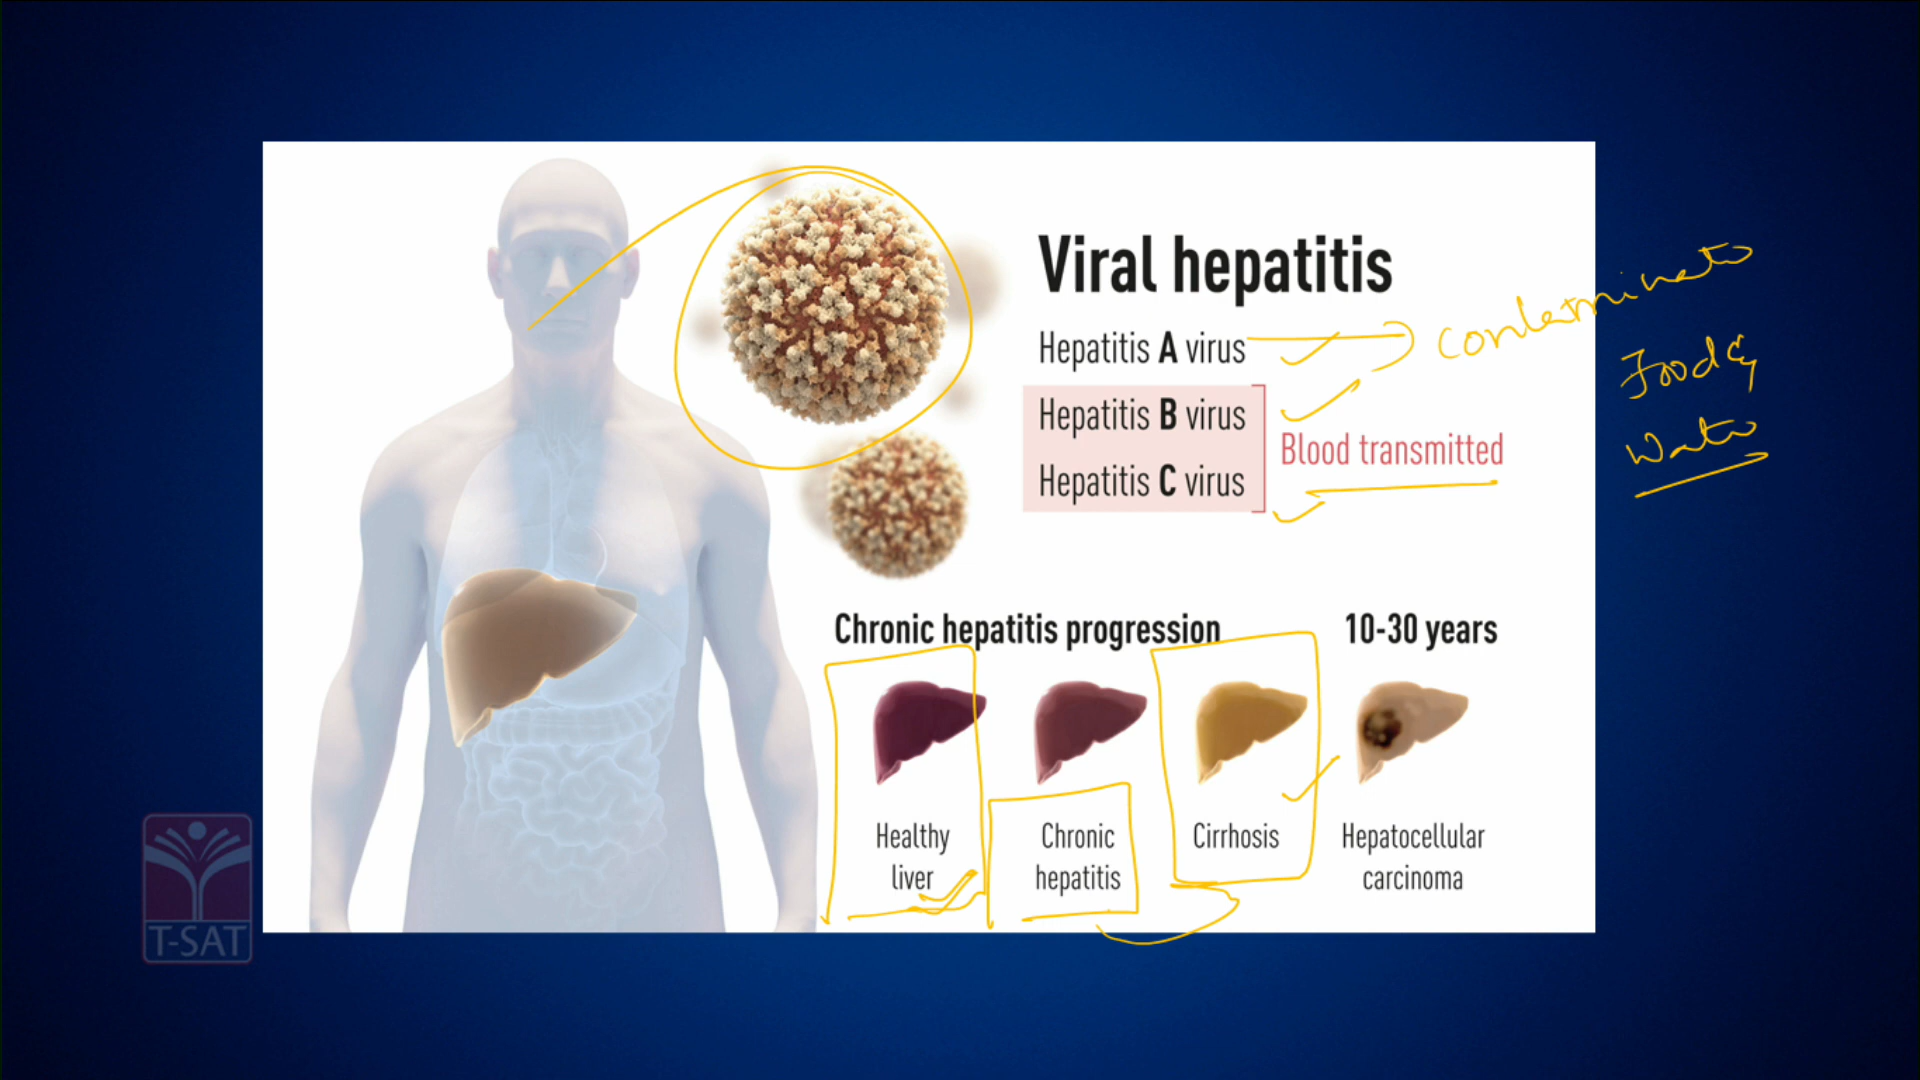 Viral hepatitis
Hepatitis A virus
contaminate
Food &
Water
Hepatitis B virus
Hepatitis C virus
Blood transmitted
Chronic hepatitis progression
10-30 years
Healthy
liver
Chronic
hepatitis
Cirrhosis
Hepatocellular
carcinoma
T-SAT